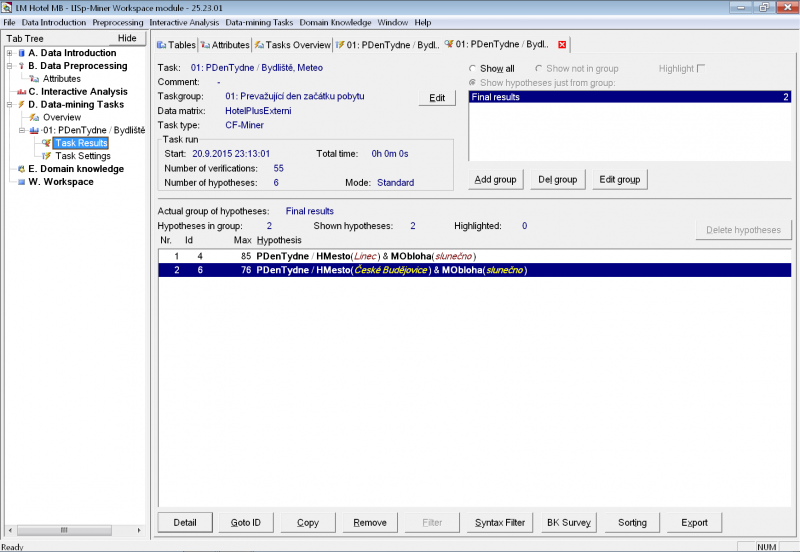 LM Hotel MB - LISp-Miner Workspace module - 25.23.01
File Data Introduction Preprocessing Interactive Analysis Data-mining Tasks Domain Knowledge Window Help
Tab Tree Hide
A. Data Introduction
B. Data Preprocessing
Attributes
C. Interactive Analysis
D. Data-mining Tasks
Overview
01: PDenTydne / Bydliště
Task Results
Task Settings
E. Domain knowledge
W. Workspace
Tables Attributes Tasks Overview 01: PDenTydne / Bydl.. 01: PDenTydne / Bydl..
Task: 01: PDenTydne / Bydliště, Meteo
Comment: -
Taskgroup: 01: Prevažující den začátku pobytu Edit
Data matrix: HotelPlusExterni
Task type: CF-Miner
Task run
Start: 20.9.2015 23:13:01 Total time: 0h 0m 0s
Number of verifications: 55
Number of hypotheses: 6 Mode: Standard
Show all Show not in group Highlight
Show hypotheses just from group:
Final results 2
Add group Del group Edit group
Actual group of hypotheses: Final results
Hypotheses in group: 2 Shown hypotheses: 2 Highlighted: 0
Delete hypotheses
Nr. Id Max Hypothesis
1 4 85 PDenTydne / HMesto(Linec) & MObloha(slunečno)
2 6 76 PDenTydne / HMesto(České Budějovice) & MObloha(slunečno)
Detail Goto ID Copy Remove Filter Syntax Filter BK Survey Sorting Export
Ready NUM